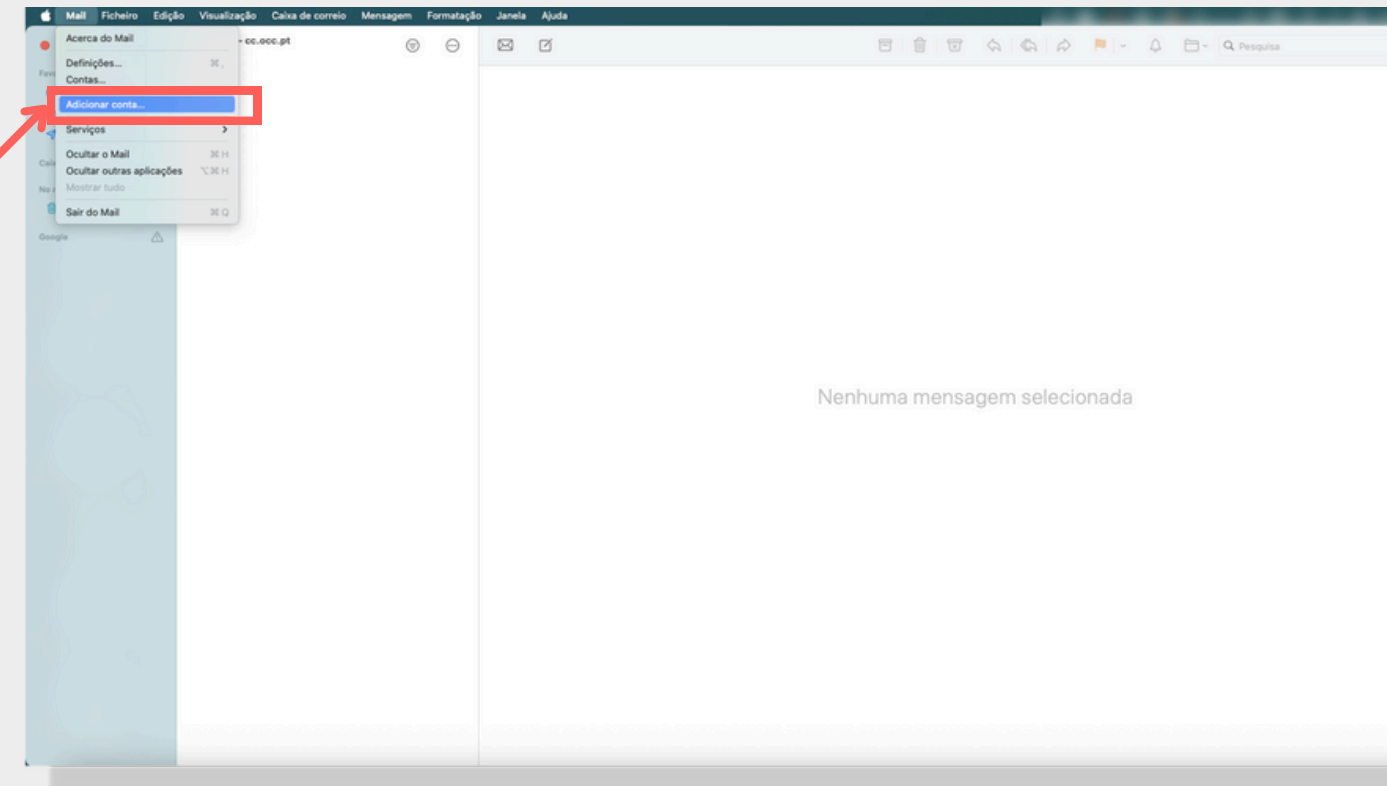 Mail Ficheiro Edição Visualização Caixa de correio Mensagem Formatação Janela Ajuda
Acerca do Mail
- cc.occ.pt
Pesquisa
Definições... ⌘ ,
Contas...
Adicionar conta...
Serviços
Ocultar o Mail ⌘ H
Ocultar outras aplicações ⌥ ⌘ H
Mostrar tudo
Sair do Mail ⌘ Q
Google
Nenhuma mensagem selecionada